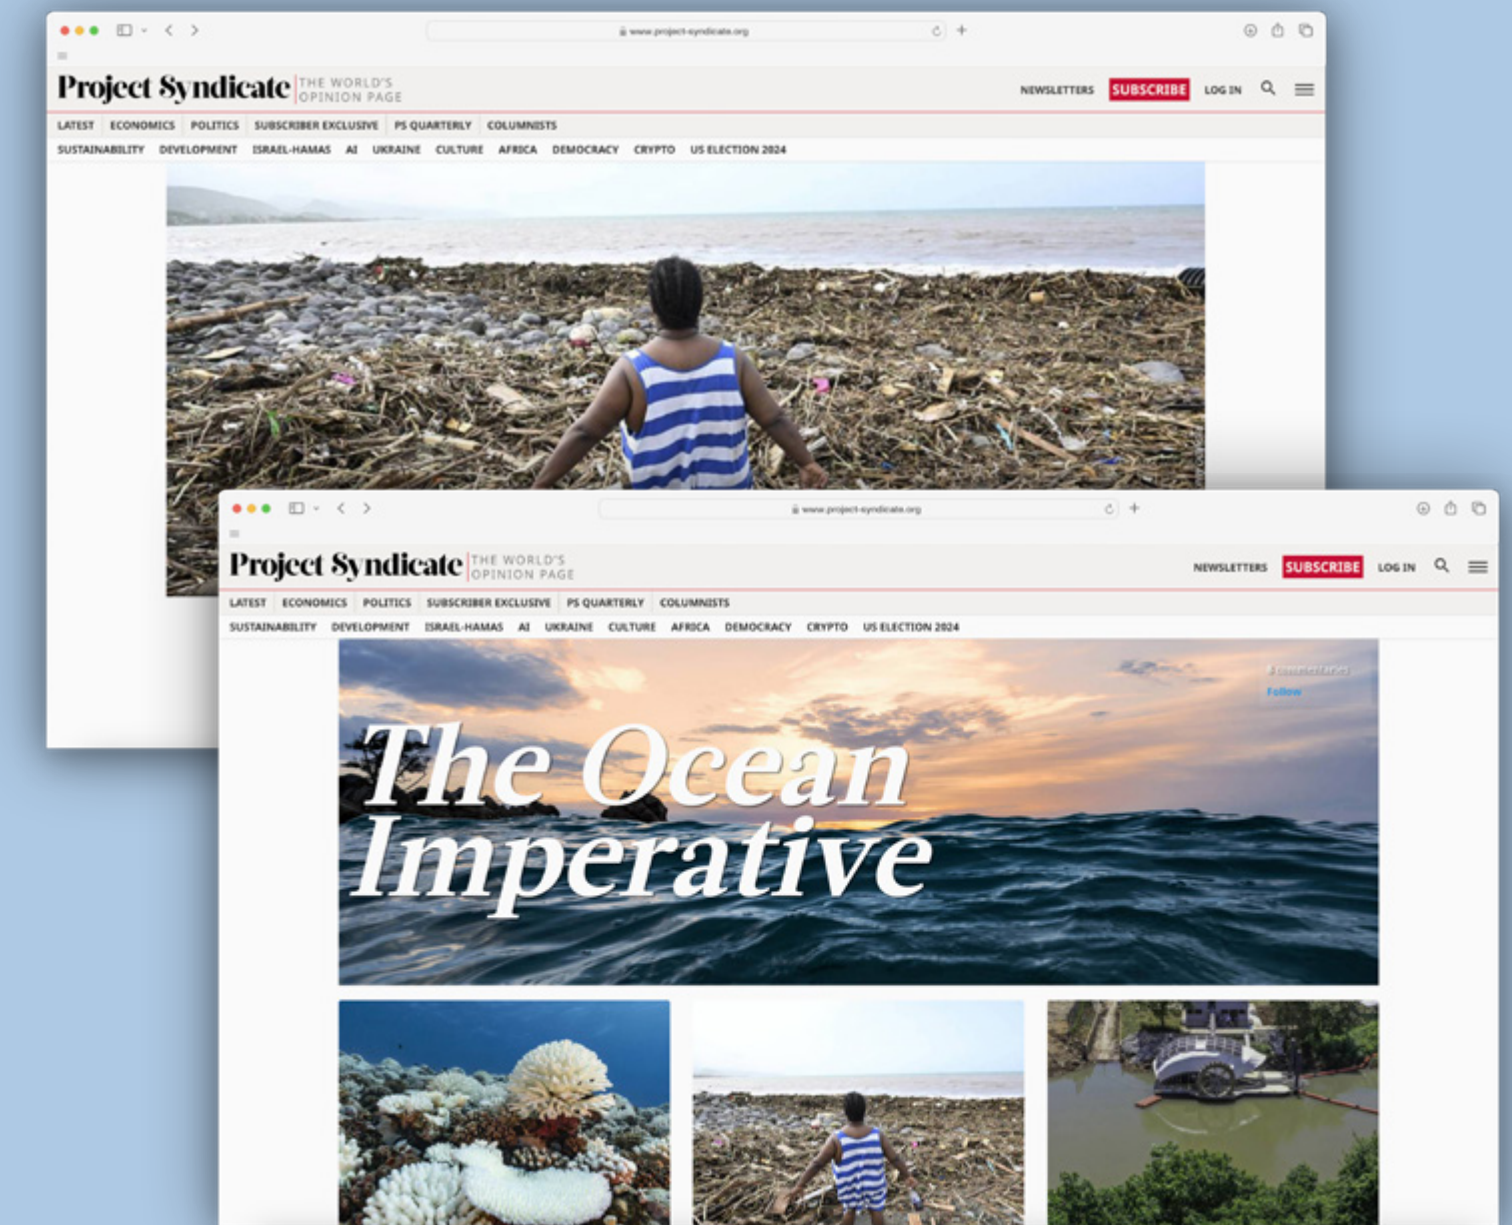 www.project-syndicate.org
Project Syndicate
THE WORLD'S
OPINION PAGE
NEWSLETTERS SUBSCRIBE LOG IN
LATEST ECONOMICS POLITICS SUBSCRIBER EXCLUSIVE PS QUARTERLY COLUMNISTS
SUSTAINABILITY DEVELOPMENT ISRAEL-HAMAS AI UKRAINE CULTURE AFRICA DEMOCRACY CRYPTO US ELECTION 2024
www.project-syndicate.org
Project Syndicate
THE WORLD'S
OPINION PAGE
NEWSLETTERS SUBSCRIBE LOG IN
LATEST ECONOMICS POLITICS SUBSCRIBER EXCLUSIVE PS QUARTERLY COLUMNISTS
SUSTAINABILITY DEVELOPMENT ISRAEL-HAMAS AI UKRAINE CULTURE AFRICA DEMOCRACY CRYPTO US ELECTION 2024
commentaries
Follow
The Ocean
Imperative